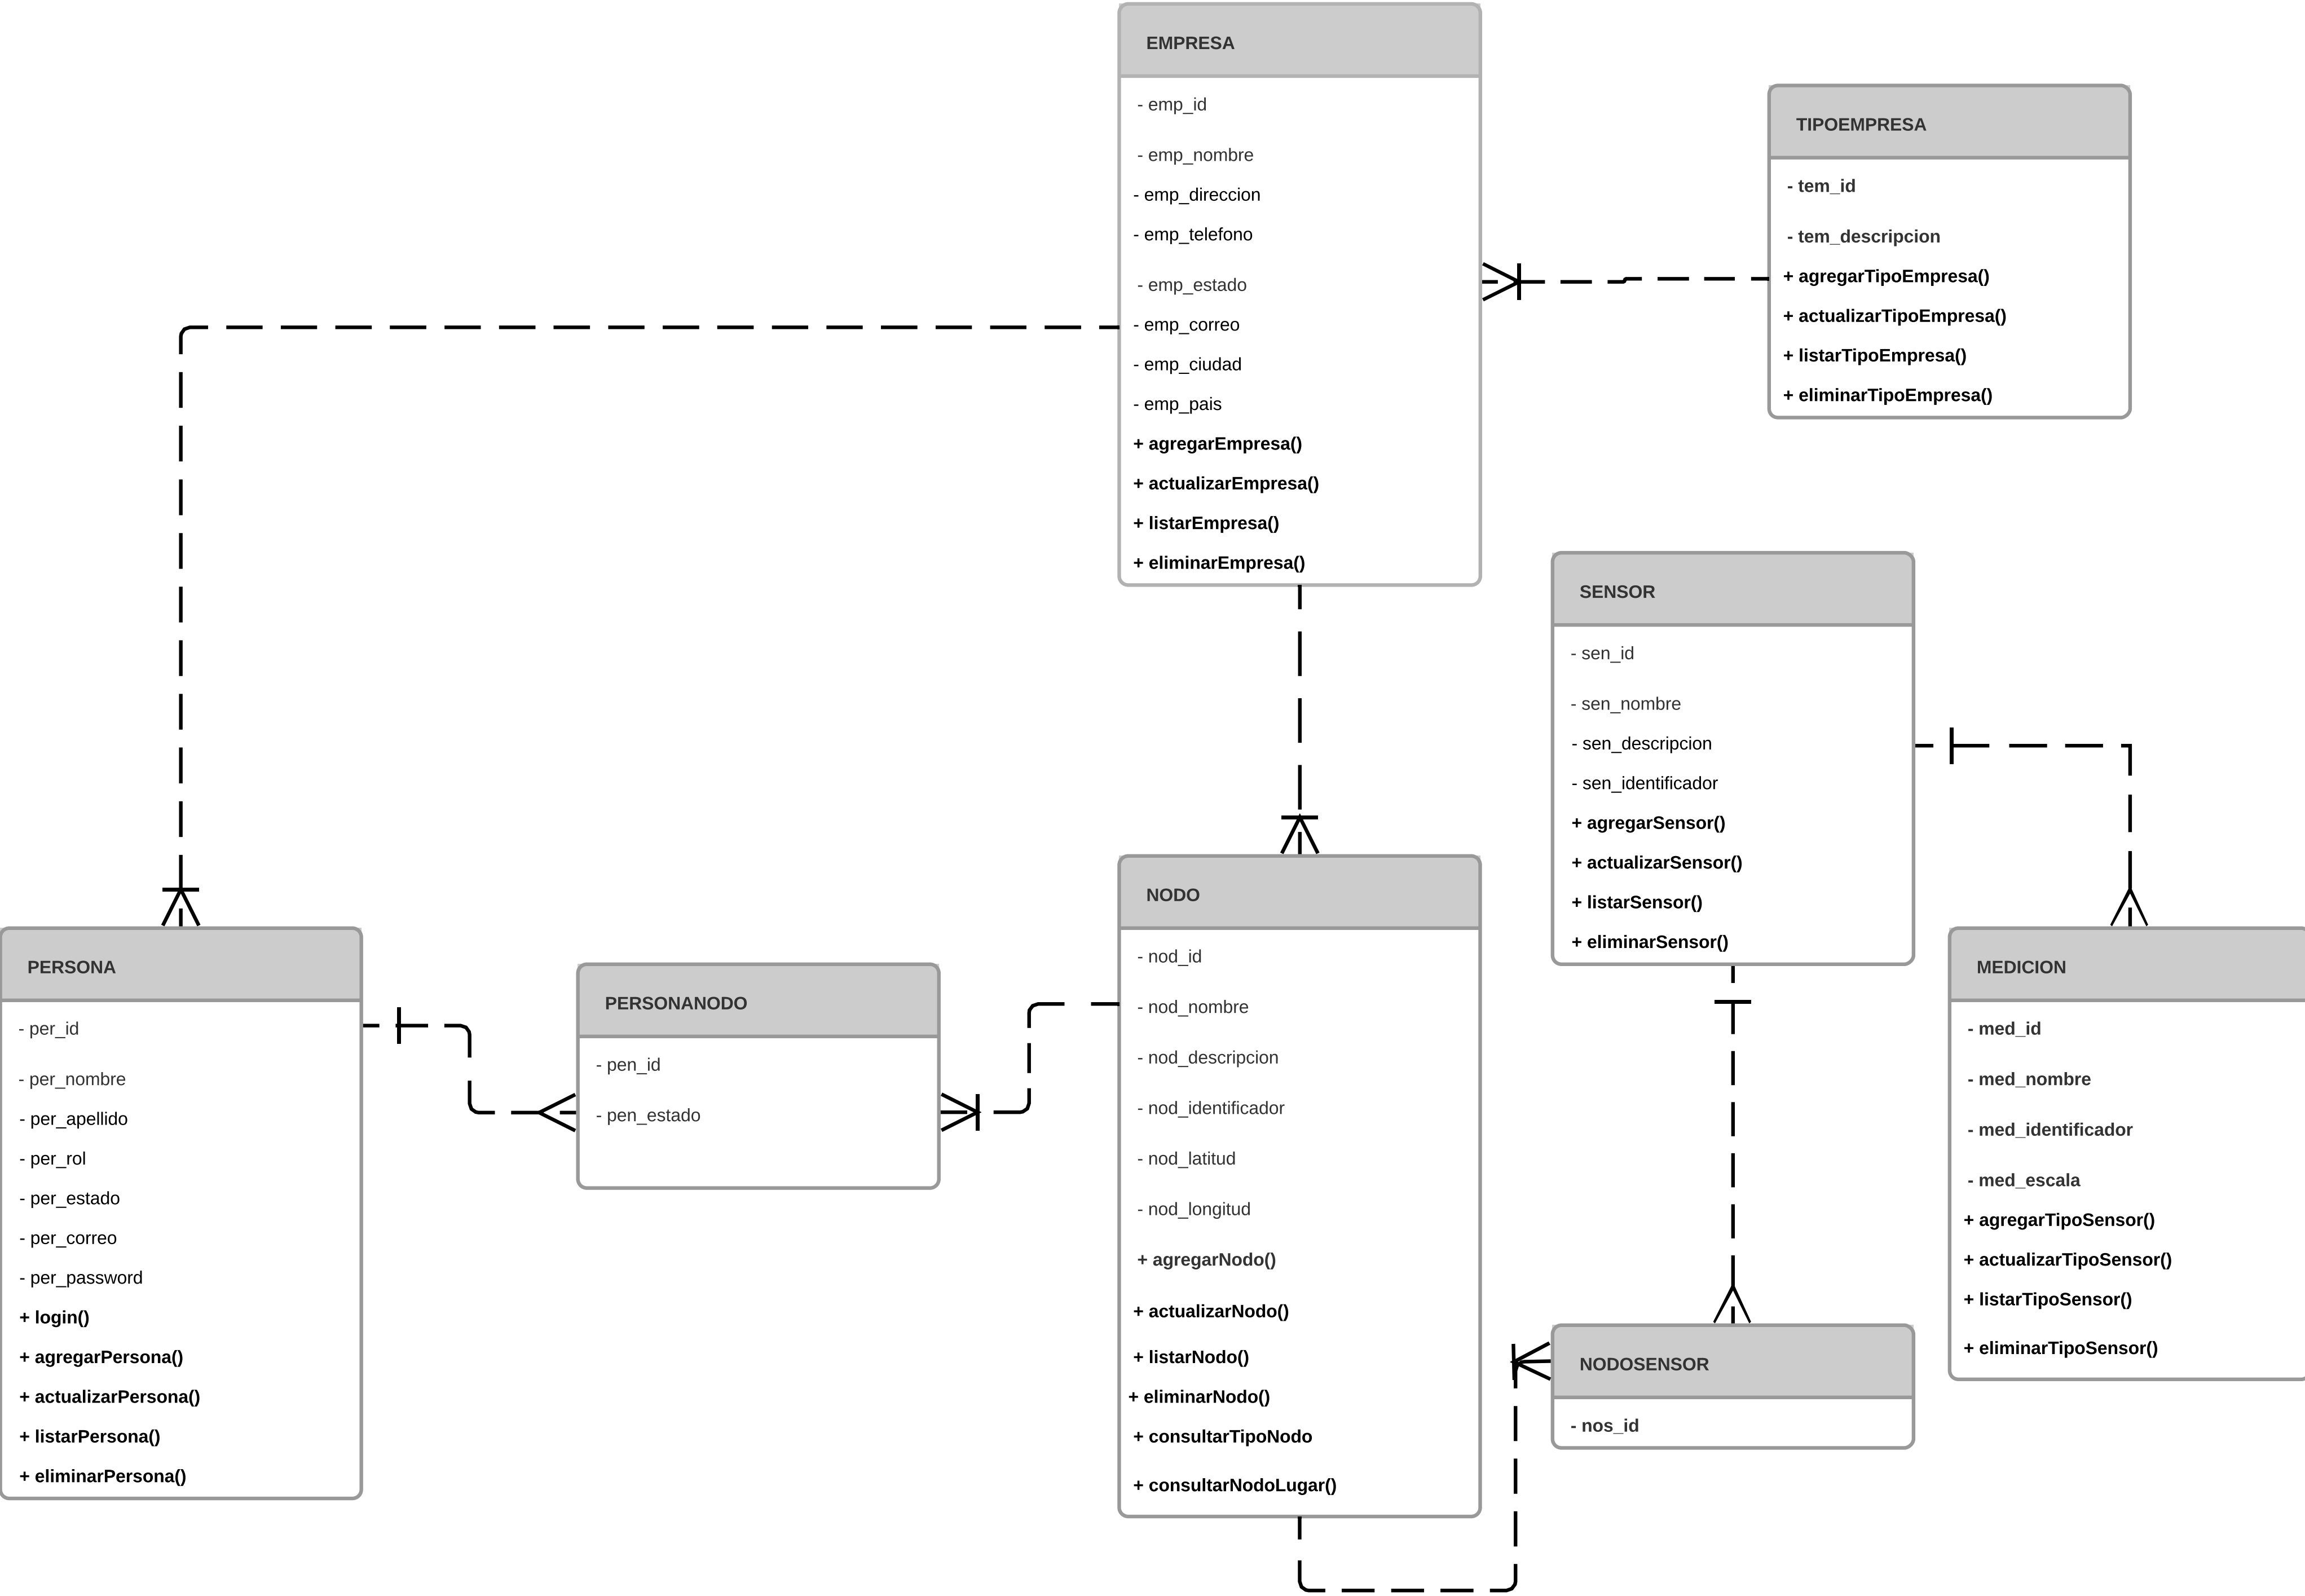 EMPRESA
- emp_id
- emp_nombre
- emp_direccion
- emp_telefono
- emp_estado
- emp_correo
- emp_ciudad
- emp_pais
+ agregarEmpresa()
+ actualizarEmpresa()
+ listarEmpresa()
+ eliminarEmpresa()
TIPOEMPRESA
- tem_id
- tem_descripcion
+ agregarTipoEmpresa()
+ actualizarTipoEmpresa()
+ listarTipoEmpresa()
+ eliminarTipoEmpresa()
SENSOR
- sen_id
- sen_nombre
- sen_descripcion
- sen_identificador
+ agregarSensor()
+ actualizarSensor()
+ listarSensor()
+ eliminarSensor()
PERSONA
- per_id
- per_nombre
- per_apellido
- per_rol
- per_estado
- per_correo
- per_password
+ login()
+ agregarPersona()
+ actualizarPersona()
+ listarPersona()
+ eliminarPersona()
PERSONANODO
- pen_id
- pen_estado
NODO
- nod_id
- nod_nombre
- nod_descripcion
- nod_identificador
- nod_latitud
- nod_longitud
+ agregarNodo()
+ actualizarNodo()
+ listarNodo()
+ eliminarNodo()
+ consultarTipoNodo
+ consultarNodoLugar()
MEDICION
- med_id
- med_nombre
- med_identificador
- med_escala
+ agregarTipoSensor()
+ actualizarTipoSensor()
+ listarTipoSensor()
+ eliminarTipoSensor()
NODOSENSOR
- nos_id